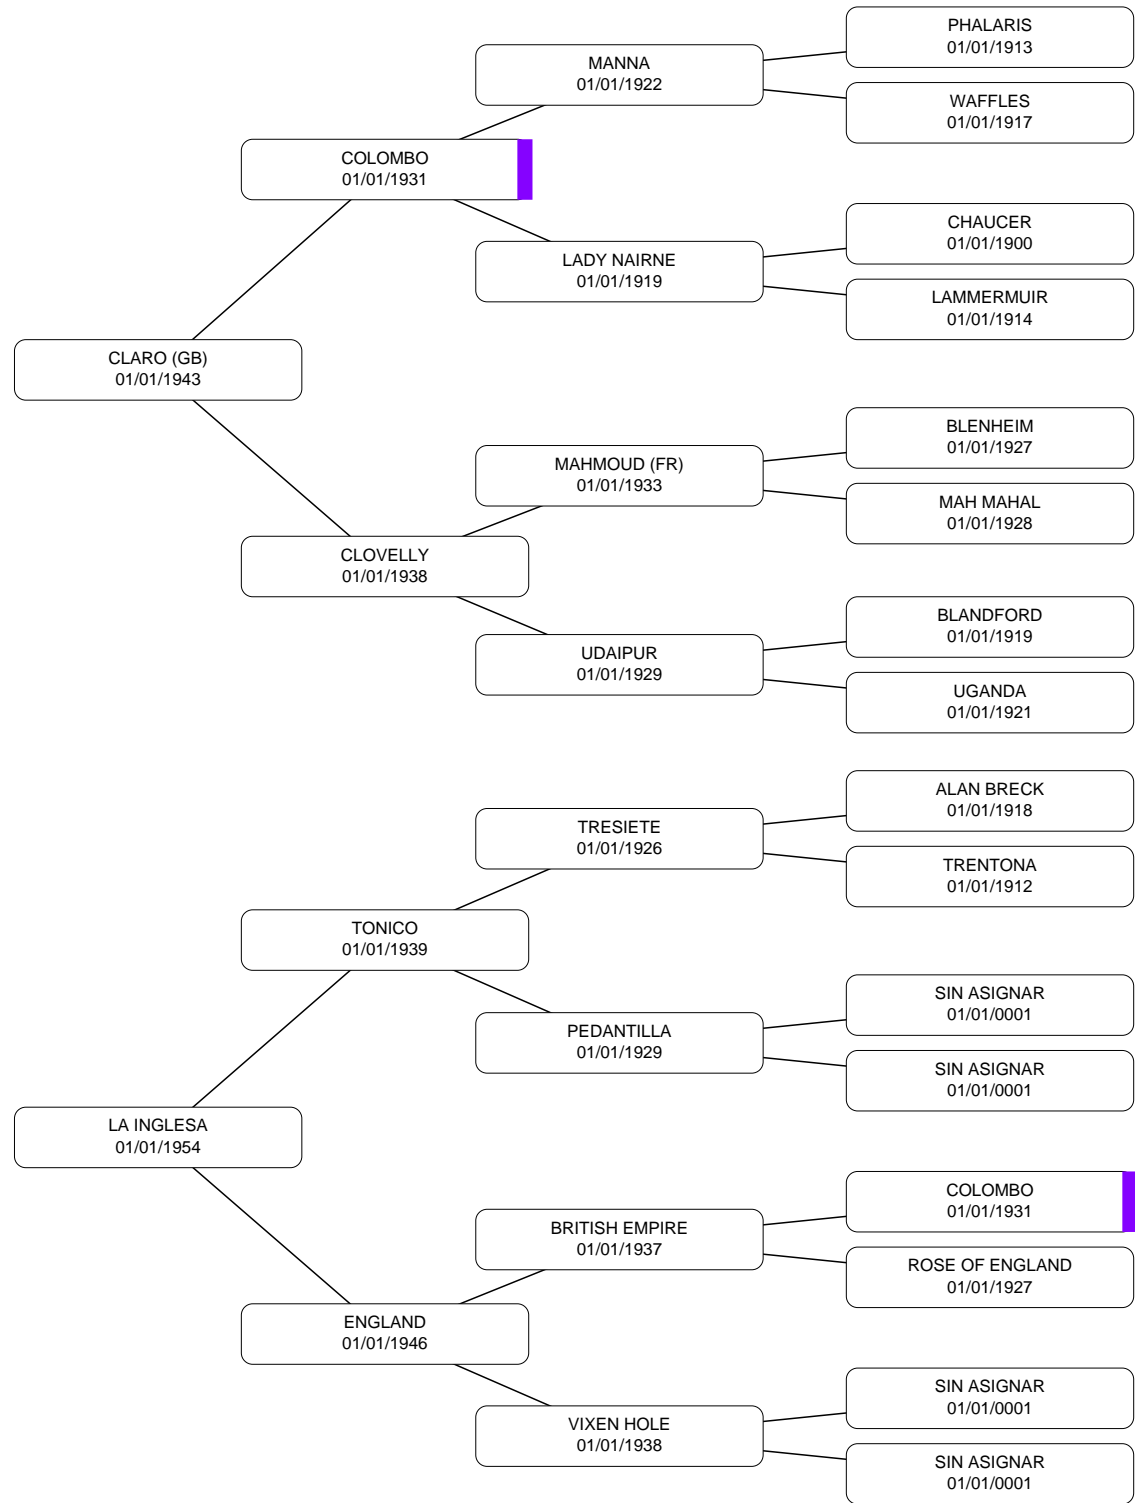 PHALARIS
01/01/1913
MANNA
01/01/1922
WAFFLES
01/01/1917
COLOMBO
01/01/1931
CHAUCER
01/01/1900
LADY NAIRNE
01/01/1919
LAMMERMUIR
01/01/1914
CLARO (GB)
01/01/1943
BLENHEIM
01/01/1927
MAHMOUD (FR)
01/01/1933
MAH MAHAL
01/01/1928
CLOVELLY
01/01/1938
BLANDFORD
01/01/1919
UDAIPUR
01/01/1929
UGANDA
01/01/1921
ALAN BRECK
01/01/1918
TRESIETE
01/01/1926
TRENTONA
01/01/1912
TONICO
01/01/1939
SIN ASIGNAR
01/01/0001
PEDANTILLA
01/01/1929
SIN ASIGNAR
01/01/0001
LA INGLESA
01/01/1954
COLOMBO
01/01/1931
BRITISH EMPIRE
01/01/1937
ROSE OF ENGLAND
01/01/1927
ENGLAND
01/01/1946
SIN ASIGNAR
01/01/0001
VIXEN HOLE
01/01/1938
SIN ASIGNAR
01/01/0001